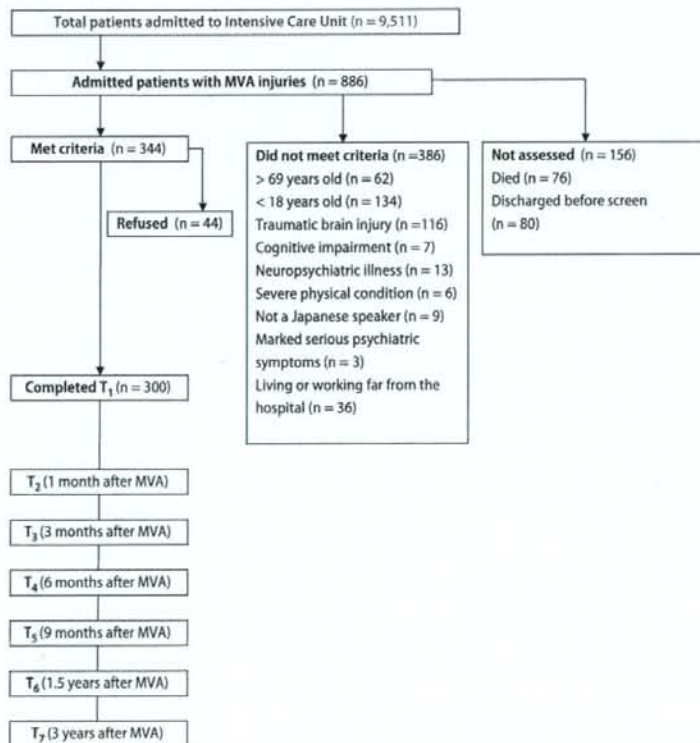 Total patients admitted to Intensive Care Unit (n = 9,511)
Admitted patients with MVA injuries (n = 886)
Met criteria (n = 344)
Refused (n = 44)
Did not meet criteria (n =386)
> 69 years old (n = 62)
< 18 years old (n = 134)
Traumatic brain injury (n =116)
Cognitive impairment (n = 7)
Neuropsychiatric illness (n = 13)
Severe physical condition (n = 6)
Not a Japanese speaker (n = 9)
Marked serious psychiatric
symptoms (n = 3)
Living or working far from the
hospital (n = 36)
Not assessed (n = 156)
Died (n = 76)
Discharged before screen
(n = 80)
Completed T₁ (n = 300)
T₂ (1 month after MVA)
T₃ (3 months after MVA)
T₄ (6 months after MVA)
T₅ (9 months after MVA)
T₆ (1.5 years after MVA)
T₇ (3 years after MVA)